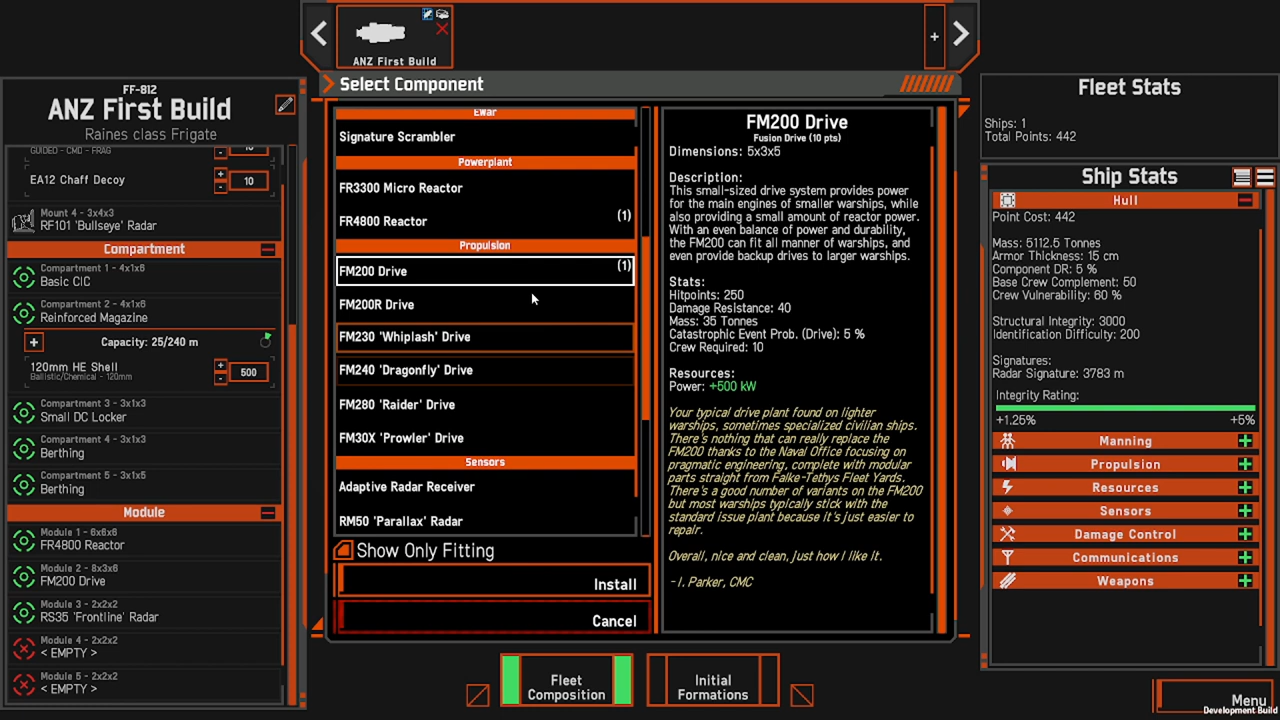 ANZ First Build
+
FF-812
ANZ First Build
Raines class Frigate
GUIDED - CMD - FRAG
10
EA12 Chaff Decoy
+
-
10
Mount 4 - 3x4x3
RF101 'Bullseye' Radar
Compartment
Compartment 1 - 4x1x6
Basic CIC
Compartment 2 - 4x1x6
Reinforced Magazine
+
Capacity: 25/240 m
120mm HE Shell
Ballistic/Chemical - 120mm
+
-
500
Compartment 3 - 3x1x3
Small DC Locker
Compartment 4 - 3x1x3
Berthing
Compartment 5 - 3x1x5
Berthing
Module
Module 1 - 6x6x6
FR4800 Reactor
Module 2 - 8x3x6
FM200 Drive
Module 3 - 2x2x2
RS35 'Frontline' Radar
Module 4 - 2x2x2
< EMPTY >
Module 5 - 2x2x2
< EMPTY >
Select Component
Ewar
Signature Scrambler
Powerplant
FR3300 Micro Reactor
FR4800 Reactor
(1)
Propulsion
FM200 Drive
(1)
FM200R Drive
FM230 'Whiplash' Drive
FM240 'Dragonfly' Drive
FM280 'Raider' Drive
FM30X 'Prowler' Drive
Sensors
Adaptive Radar Receiver
RM50 'Parallax' Radar
Show Only Fitting
Install
Cancel
FM200 Drive
Fusion Drive (10 pts)
Dimensions: 5x3x5
Description:
This small-sized drive system provides power
for the main engines of smaller warships, while
also providing a small amount of reactor power.
With an even balance of power and durability,
the FM200 can fit all manner of warships, and
even provide backup drives to larger warships.
Stats:
Hitpoints: 250
Damage Resistance: 40
Mass: 35 Tonnes
Catastrophic Event Prob. (Drive): 5 %
Crew Required: 10
Resources:
Power: +500 kW
Your typical drive plant found on lighter
warships, sometimes specialized civilian ships.
There's nothing that can really replace the
FM200 thanks to the Naval Office focusing on
pragmatic engineering, complete with modular
parts straight from Falke-Tethys Fleet Yards.
There's a good number of variants on the FM200
but most warships typically stick with the
standard issue plant because it's just easier to
repair.
Overall, nice and clean, just how I like it.
-I. Parker, CMC
Fleet Composition
Initial Formations
Fleet Stats
Ships: 1
Total Points: 442
Ship Stats
Hull
Point Cost: 442
Mass: 5112.5 Tonnes
Armor Thickness: 15 cm
Component DR: 5 %
Base Crew Complement: 50
Crew Vulnerability: 60 %
Structural Integrity: 3000
Identification Difficulty: 200
Signatures:
Radar Signature: 3783 m
Integrity Rating:
+1.25%
+5%
Manning
Propulsion
Resources
Sensors
Damage Control
Communications
Weapons
Menu
Development Build